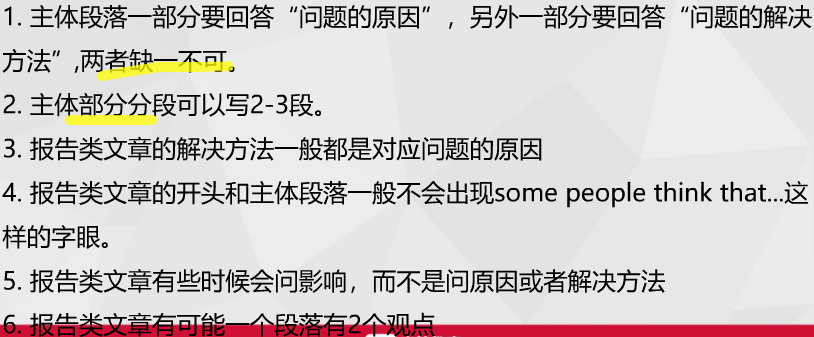 1. 主体段落一部分要回答“问题的原因”，另外一部分要回答“问题的解决
方法”,两者缺一不可。
2. 主体部分分段可以写2-3段。
3. 报告类文章的解决方法一般都是对应问题的原因
4. 报告类文章的开头和主体段落一般不会出现some people think that...这
样的字眼。
5. 报告类文章有些时候会问影响，而不是问原因或者解决方法
6. 报告类文章有可能一个段落有2个观点